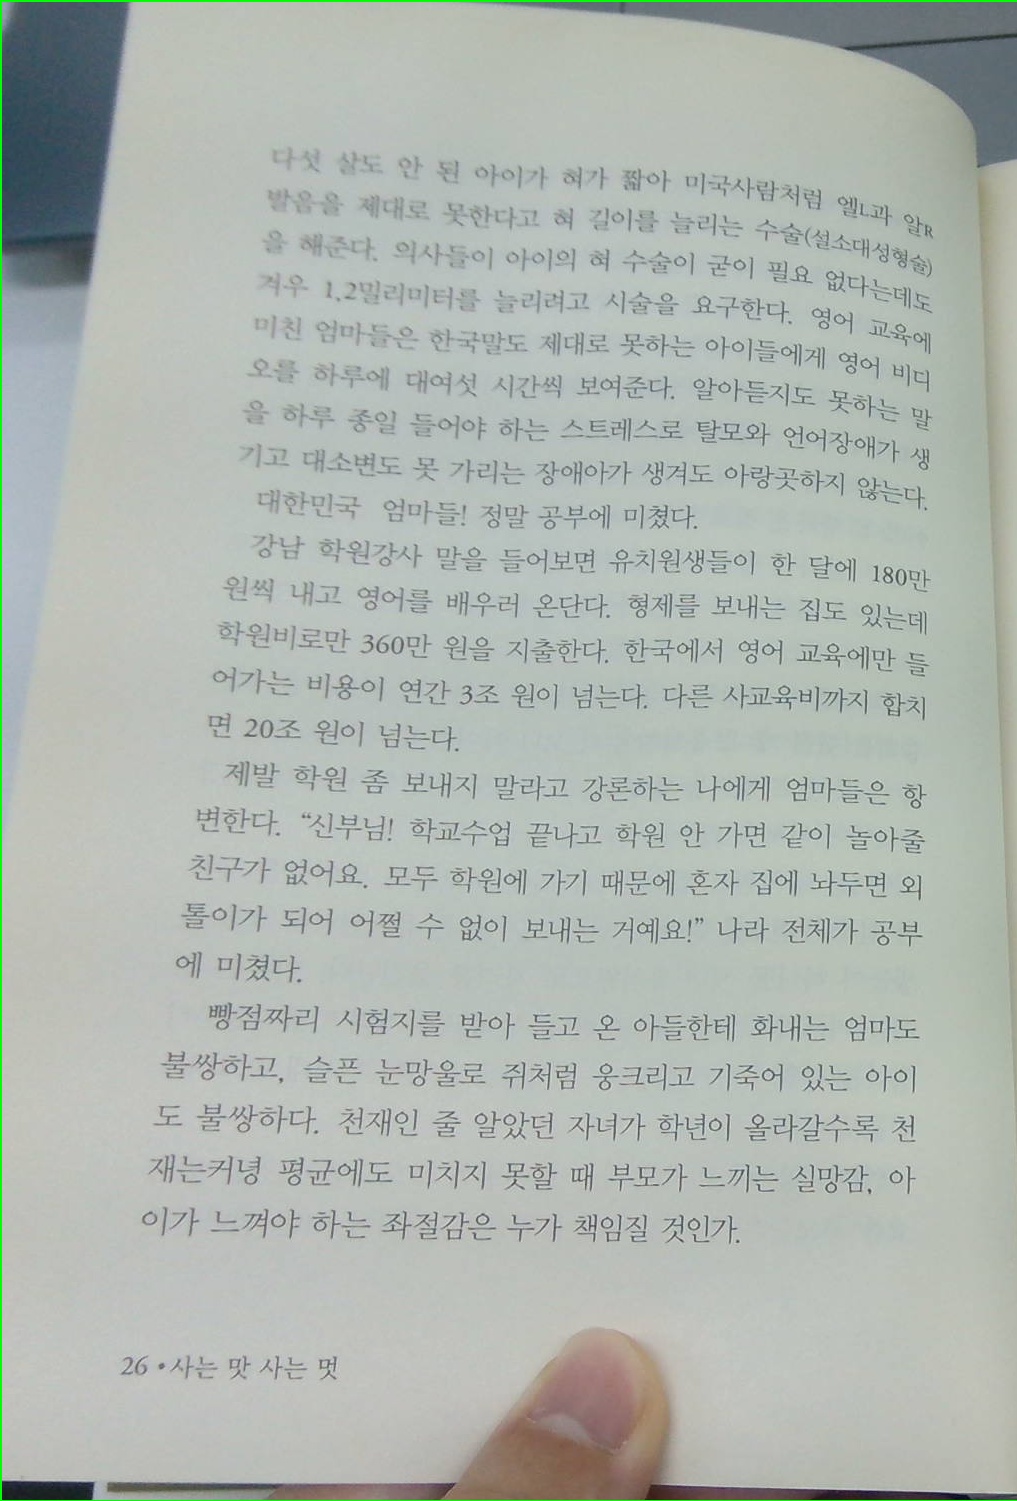 다섯 살도 안 된 아이가 혀가 짧아 미국사람처럼 엘L과 알R
발음을 제대로 못한다고 혀 길이를 늘리는 수술(설소대성형술)
을 해준다. 의사들이 아이의 혀 수술이 굳이 필요 없다는데도
겨우 1,2밀리미터를 늘리려고 시술을 요구한다. 영어 교육에
미친 엄마들은 한국말도 제대로 못하는 아이들에게 영어 비디
오를 하루에 대여섯 시간씩 보여준다. 알아듣지도 못하는 말
을 하루 종일 들어야 하는 스트레스로 탈모와 언어장애가 생
기고 대소변도 못 가리는 장애아가 생겨도 아랑곳하지 않는다.
대한민국 엄마들! 정말 공부에 미쳤다.
강남 학원강사 말을 들어보면 유치원생들이 한 달에 180만
원씩 내고 영어를 배우러 온단다. 형제를 보내는 집도 있는데
학원비로만 360만 원을 지출한다. 한국에서 영어 교육에만 들
어가는 비용이 연간 3조 원이 넘는다. 다른 사교육비까지 합치
면 20조 원이 넘는다.
제발 학원 좀 보내지 말라고 강론하는 나에게 엄마들은 항
변한다. “신부님! 학교수업 끝나고 학원 안 가면 같이 놀아줄
친구가 없어요. 모두 학원에 가기 때문에 혼자 집에 놔두면 외
톨이가 되어 어쩔 수 없이 보내는 거예요!” 나라 전체가 공부
에 미쳤다.
빵점짜리 시험지를 받아 들고 온 아들한테 화내는 엄마도
불쌍하고, 슬픈 눈망울로 쥐처럼 웅크리고 기죽어 있는 아이
도 불쌍하다. 천재인 줄 알았던 자녀가 학년이 올라갈수록 천
재는커녕 평균에도 미치지 못할 때 부모가 느끼는 실망감, 아
이가 느껴야 하는 좌절감은 누가 책임질 것인가.
26 • 사는 맛 사는 멋